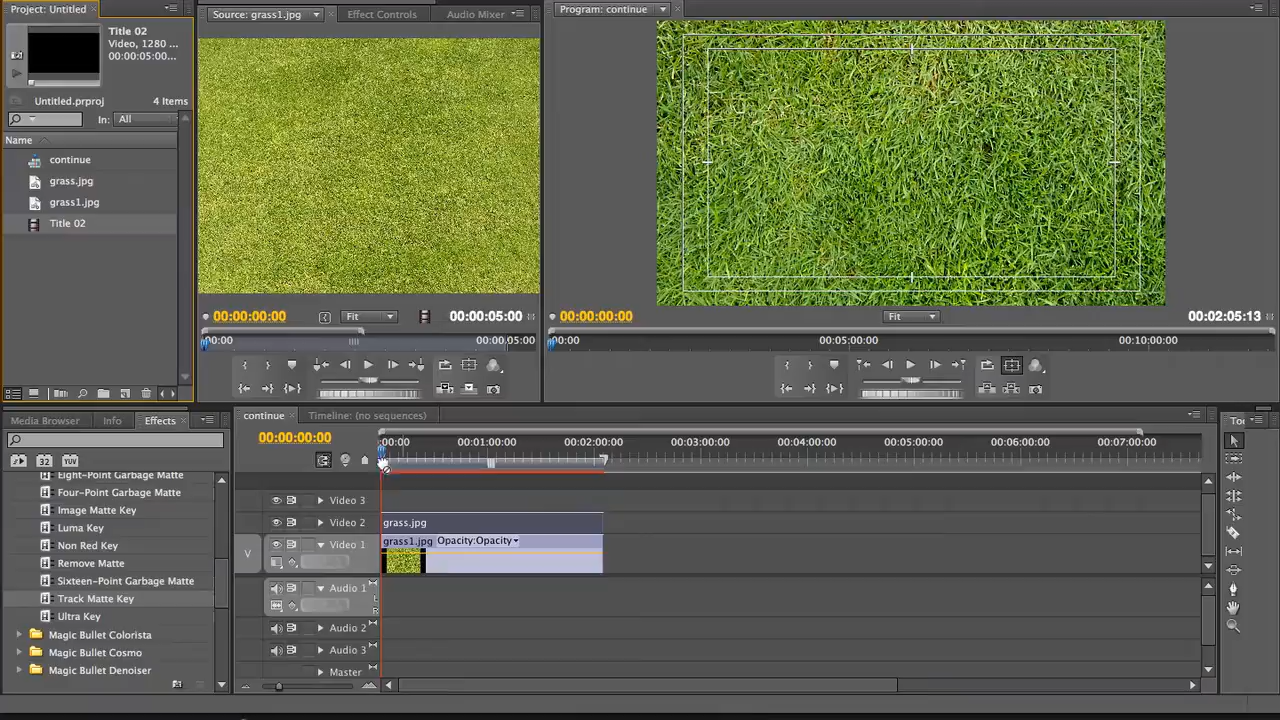 Project: Untitled
Title 02
Video, 1280 ...
00:00:05:00...
Untitled.prproj
4 Items
In: All
Name
continue
grass.jpg
grass1.jpg
Title 02
Source: grass1.jpg
Effect Controls
Audio Mixer
00:00:00:00
Fit
00:00:05:00
00:00
00:00:05:00
Program: continue
00:00:00:00
Fit
00:02:05:13
00:00
00:05:00:00
00:10:00:00
Media Browser
Info
Effects
32
YUV
Eight-Point Garbage Matte
Four-Point Garbage Matte
Image Matte Key
Luma Key
Non Red Key
Remove Matte
Sixteen-Point Garbage Matte
Track Matte Key
Ultra Key
Magic Bullet Colorista
Magic Bullet Cosmo
Magic Bullet Denoiser
continue
Timeline: (no sequences)
00:00:00:00
:00:00
00:01:00:00
00:02:00:00
00:03:00:00
00:04:00:00
00:05:00:00
00:06:00:00
00:07:00:00
Video 3
Video 2
grass.jpg
V
Video 1
grass1.jpg Opacity:Opacity
Audio 1
L
R
Audio 2
Audio 3
Master
Too